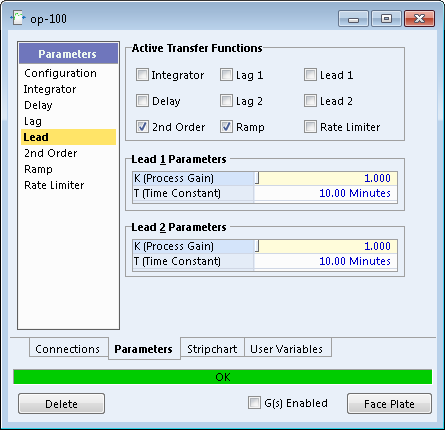 op-100
Parameters
Configuration
Integrator
Delay
Lag
Lead
2nd Order
Ramp
Rate Limiter
Active Transfer Functions
Integrator Lag 1 Lead 1
Delay Lag 2 Lead 2
2nd Order Ramp Rate Limiter
Lead 1 Parameters
K (Process Gain) 1.000
T (Time Constant) 10.00 Minutes
Lead 2 Parameters
K (Process Gain) 1.000
T (Time Constant) 10.00 Minutes
Connections Parameters Stripchart User Variables
OK
Delete G(s) Enabled Face Plate